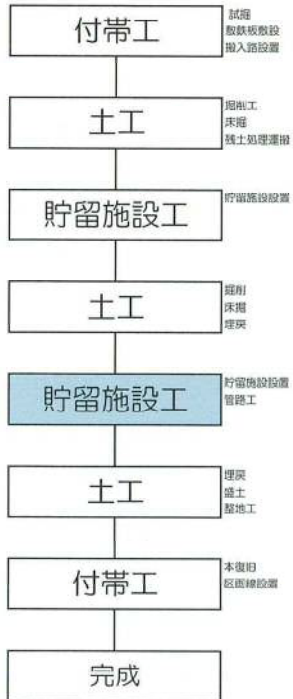 付帯工
試掘
敷鉄板敷設
搬入路設置
土工
掘削工
床掘
残土処理運搬
貯留施設工
貯留施設設置
土工
掘削
床掘
埋戻
貯留施設工
貯留施設設置
管路工
土工
埋戻
盛土
整地工
付帯工
本復旧
区画線設置
完成